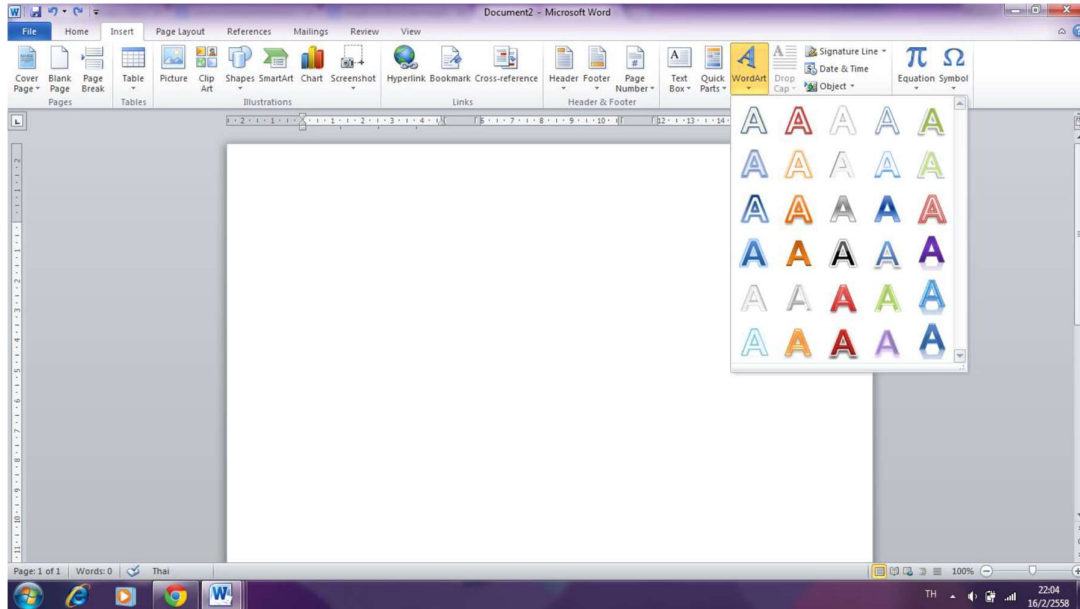 Document2 - Microsoft Word
File Home Insert Page Layout References Mailings Review View
Cover Page Blank Page Page Break Table Picture Clip Art Shapes SmartArt Chart Screenshot Hyperlink Bookmark Cross-reference Header Footer Page Number Text Box Quick Parts WordArt Drop Cap Signature Line Date & Time Object Equation Symbol
Pages Tables Illustrations Links Header & Footer
A A A A A
A A A A A
A A A A A
A A A A A
A A A A A
A A A A A
Page: 1 of 1 Words: 0 Thai 100%
TH 22:04
16/2/2558